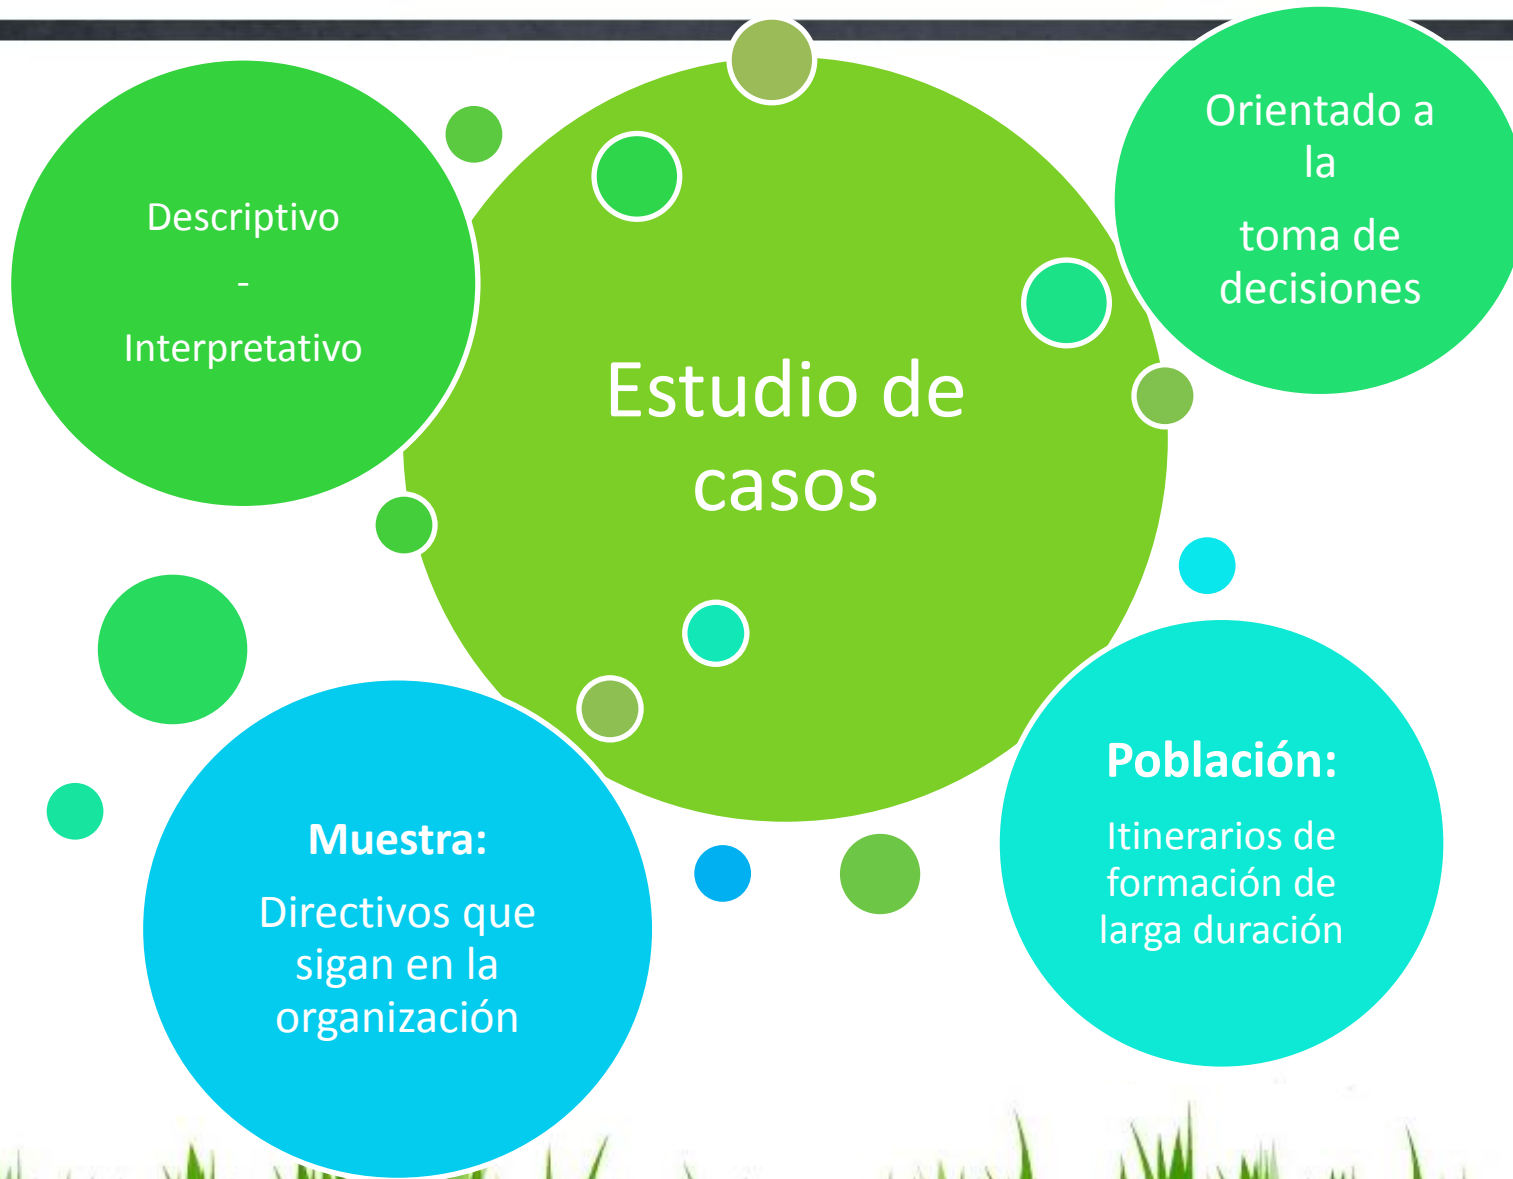 Descriptivo
-
Interpretativo
Orientado a
la
toma de
decisiones
Estudio de
casos
Muestra:
Directivos que
sigan en la
organización
Población:
Itinerarios de
formación de
larga duración